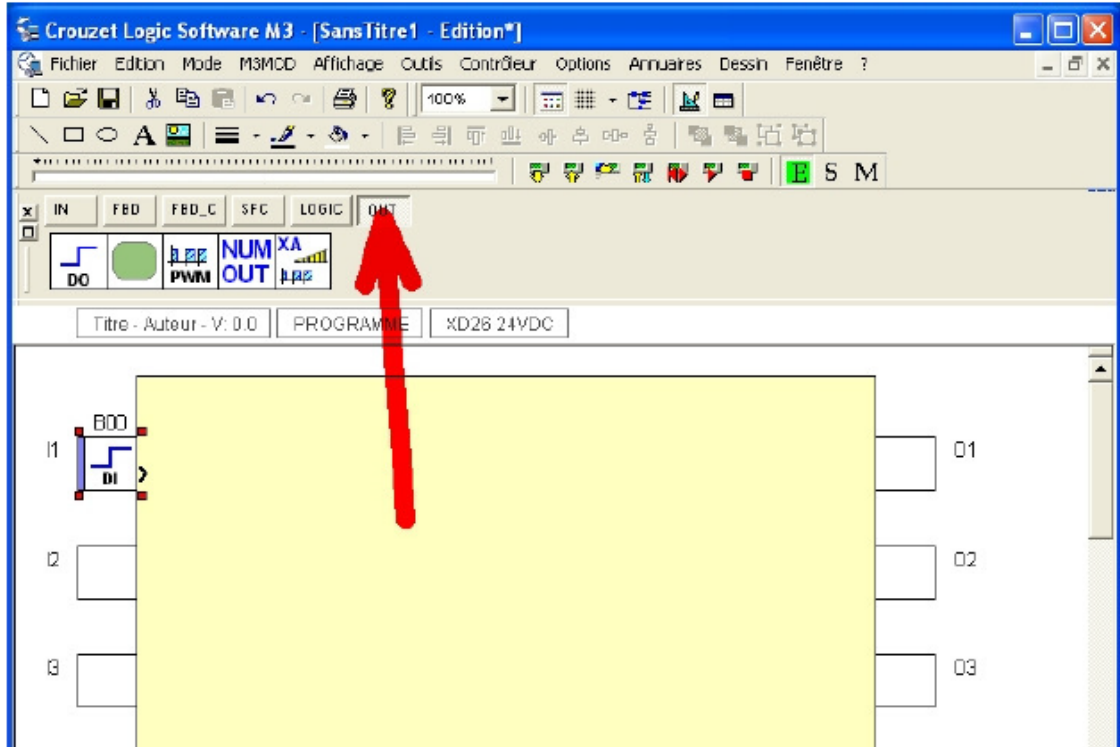 Crouzet Logic Software M3 - [SansTitre1 - Edition*]
Fichier Edition Mode M3MOD Affichage Outils Contrôleur Options Annuaires Dessin Fenêtre ?
100%
A
E S M
IN FBD FBD_C SFC LOGIC OUT
DO PWM NUM OUT XA
Titre - Auteur - V: 0.0 PROGRAMME XD26 24VDC
B00
I1 DI O1
I2 O2
I3 O3